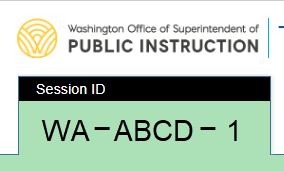 Washington Office of Superintendent of
PUBLIC INSTRUCTION
Session ID
WA–ABCD– 1